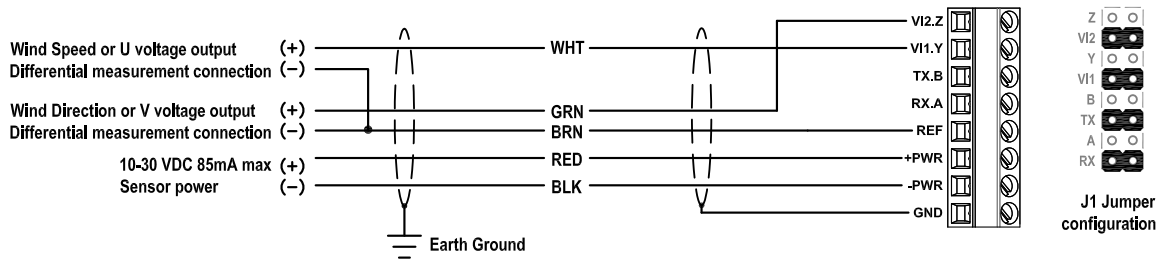 Wind Speed or U voltage output (+)
Differential measurement connection (−)
Wind Direction or V voltage output (+)
Differential measurement connection (−)
10-30 VDC 85mA max (+)
Sensor power (−)
Earth Ground
WHT
GRN
BRN
RED
BLK
VI2.Z
VI1.Y
TX.B
RX.A
REF
+PWR
-PWR
GND
Z
VI2
Y
VI1
B
TX
A
RX
J1 Jumper
configuration